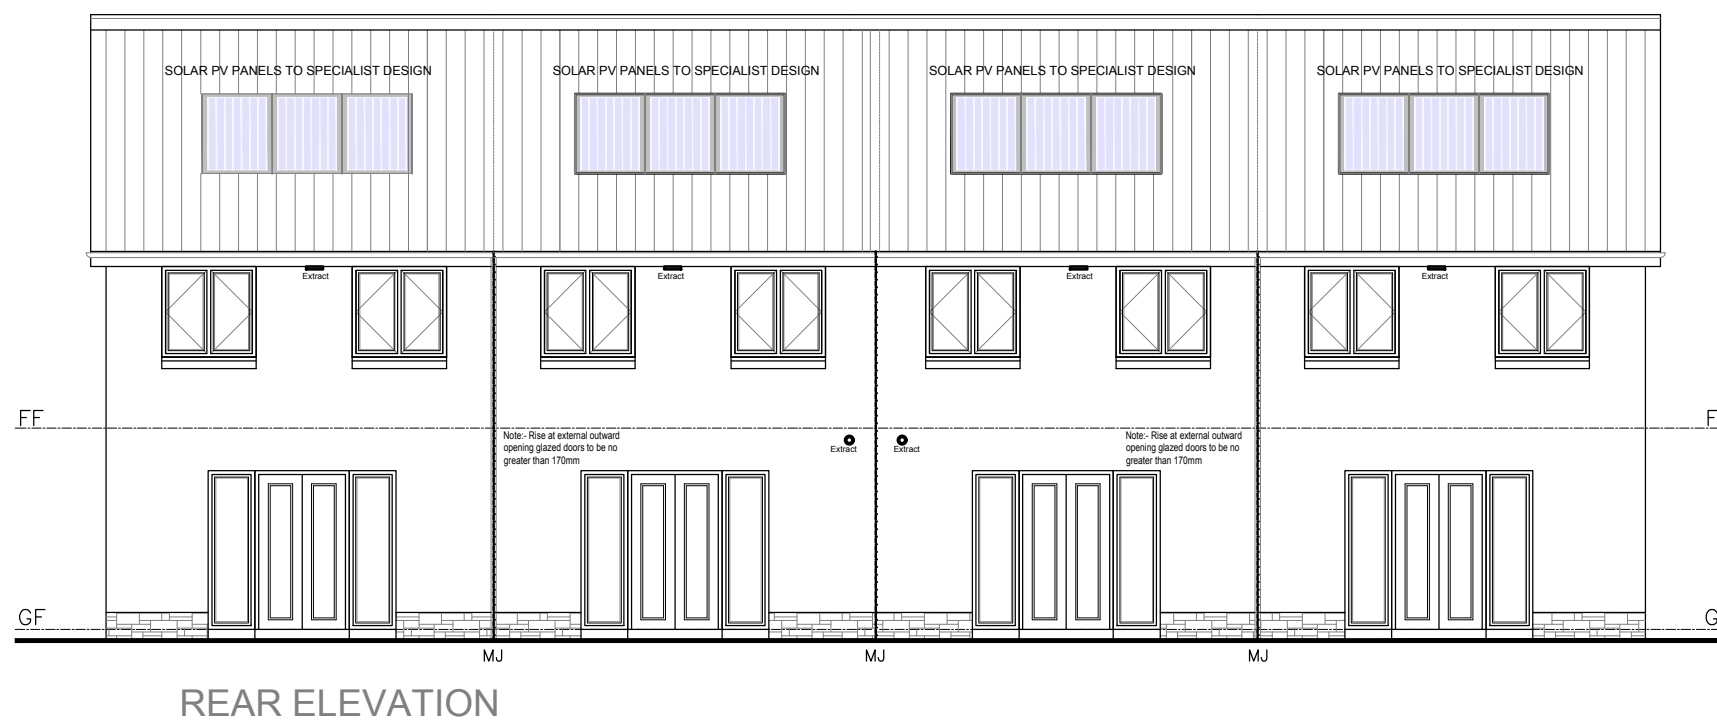 SOLAR PV PANELS TO SPECIALIST DESIGN
SOLAR PV PANELS TO SPECIALIST DESIGN
SOLAR PV PANELS TO SPECIALIST DESIGN
SOLAR PV PANELS TO SPECIALIST DESIGN
Extract
Extract
Extract
Extract
FF
F
Note:- Rise at external outward
opening glazed doors to be no
greater than 170mm
Extract
Extract
Note:- Rise at external outward
opening glazed doors to be no
greater than 170mm
GF
G
MJ
MJ
MJ
REAR ELEVATION